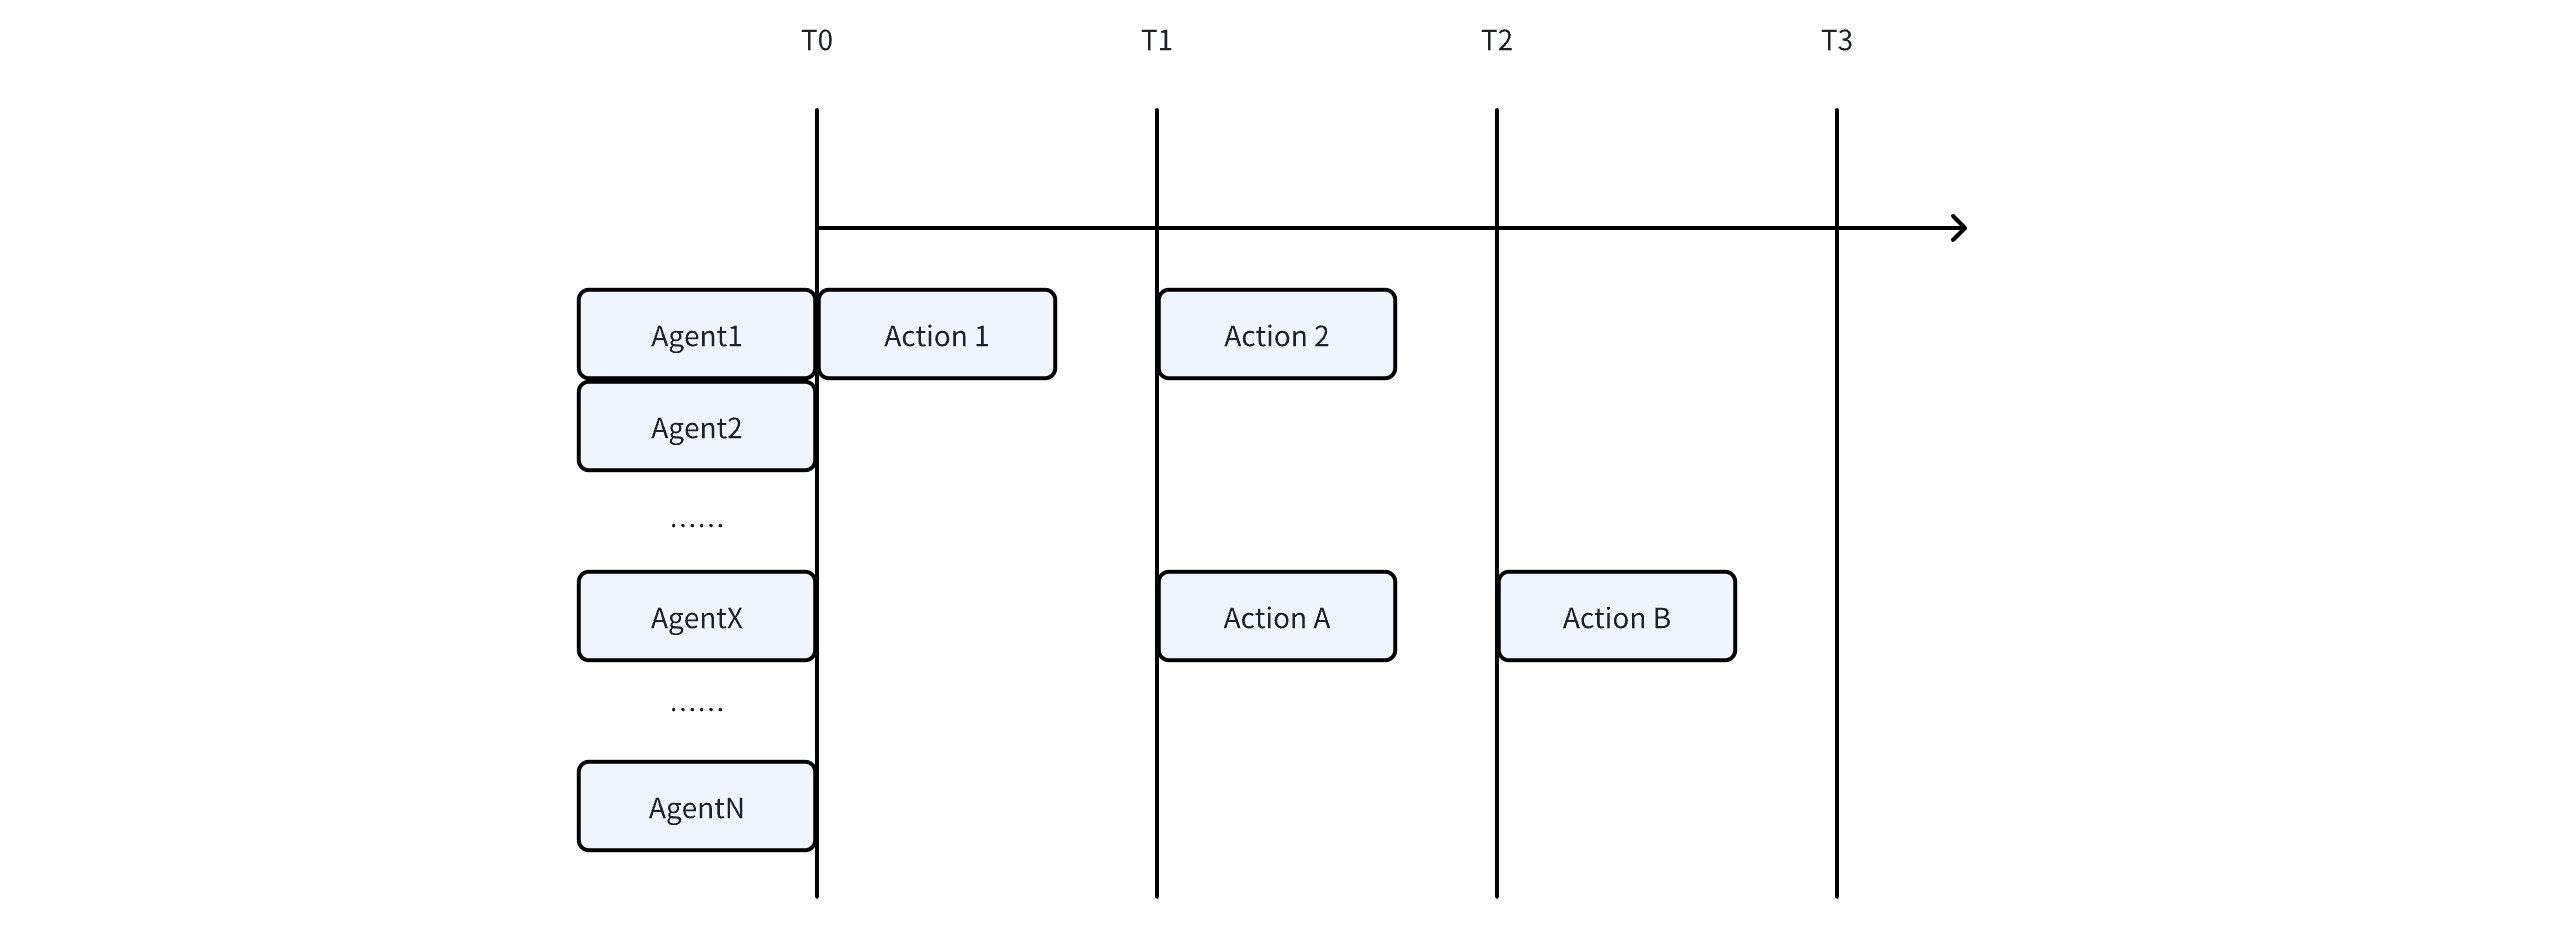 T0 T1 T2 T3
Agent1 Action 1 Action 2
Agent2
......
AgentX Action A Action B
......
AgentN